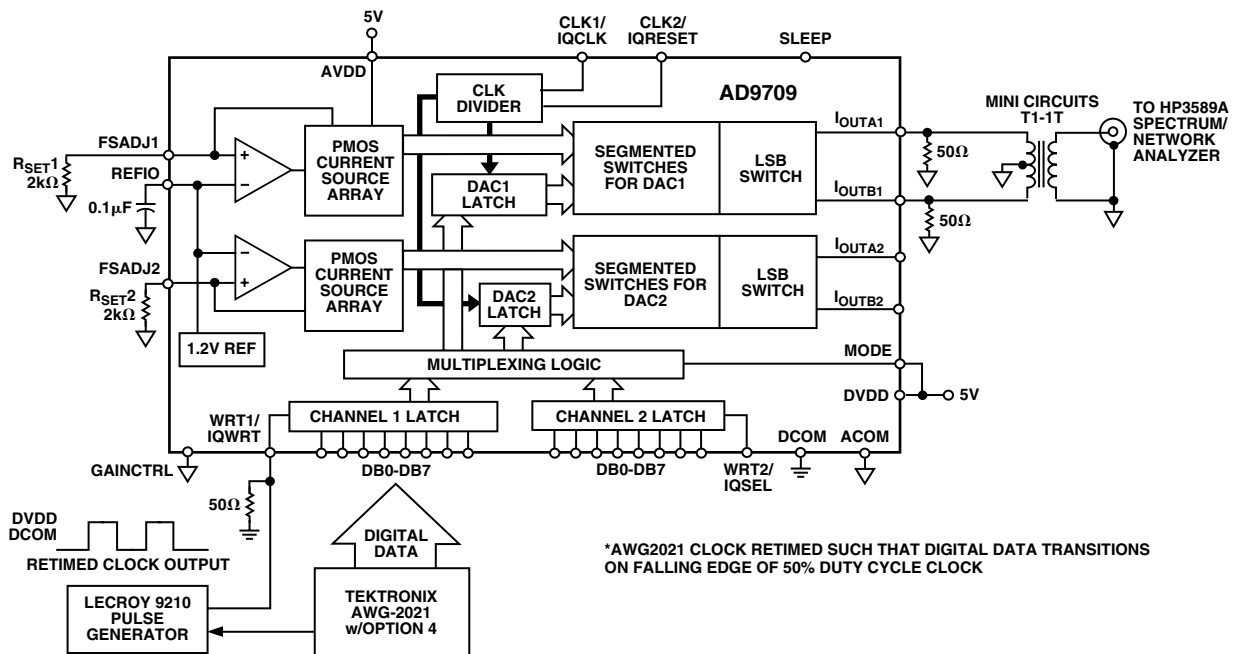 5V
CLK1/
IQCLK
CLK2/
IQRESET
SLEEP
AVDD
CLK
DIVIDER
AD9709
MINI CIRCUITS
T1-1T
TO HP3589A
SPECTRUM/
NETWORK
ANALYZER
FSADJ1
RSET1
2kΩ
REFIO
0.1µF
+
−
PMOS
CURRENT
SOURCE
ARRAY
DAC1
LATCH
SEGMENTED
SWITCHES
FOR DAC1
LSB
SWITCH
IOUTA1
IOUTB1
50Ω
50Ω
FSADJ2
RSET2
2kΩ
−
+
PMOS
CURRENT
SOURCE
ARRAY
DAC2
LATCH
SEGMENTED
SWITCHES FOR
DAC2
LSB
SWITCH
IOUTA2
IOUTB2
1.2V REF
MULTIPLEXING LOGIC
MODE
DVDD
5V
WRT1/
IQWRT
CHANNEL 1 LATCH
CHANNEL 2 LATCH
DCOM
ACOM
GAINCTRL
DB0-DB7
DB0-DB7
WRT2/
IQSEL
50Ω
DVDD
DCOM
RETIMED CLOCK OUTPUT
DIGITAL
DATA
LECROY 9210
PULSE
GENERATOR
TEKTRONIX
AWG-2021
w/OPTION 4
*AWG2021 CLOCK RETIMED SUCH THAT DIGITAL DATA TRANSITIONS
ON FALLING EDGE OF 50% DUTY CYCLE CLOCK